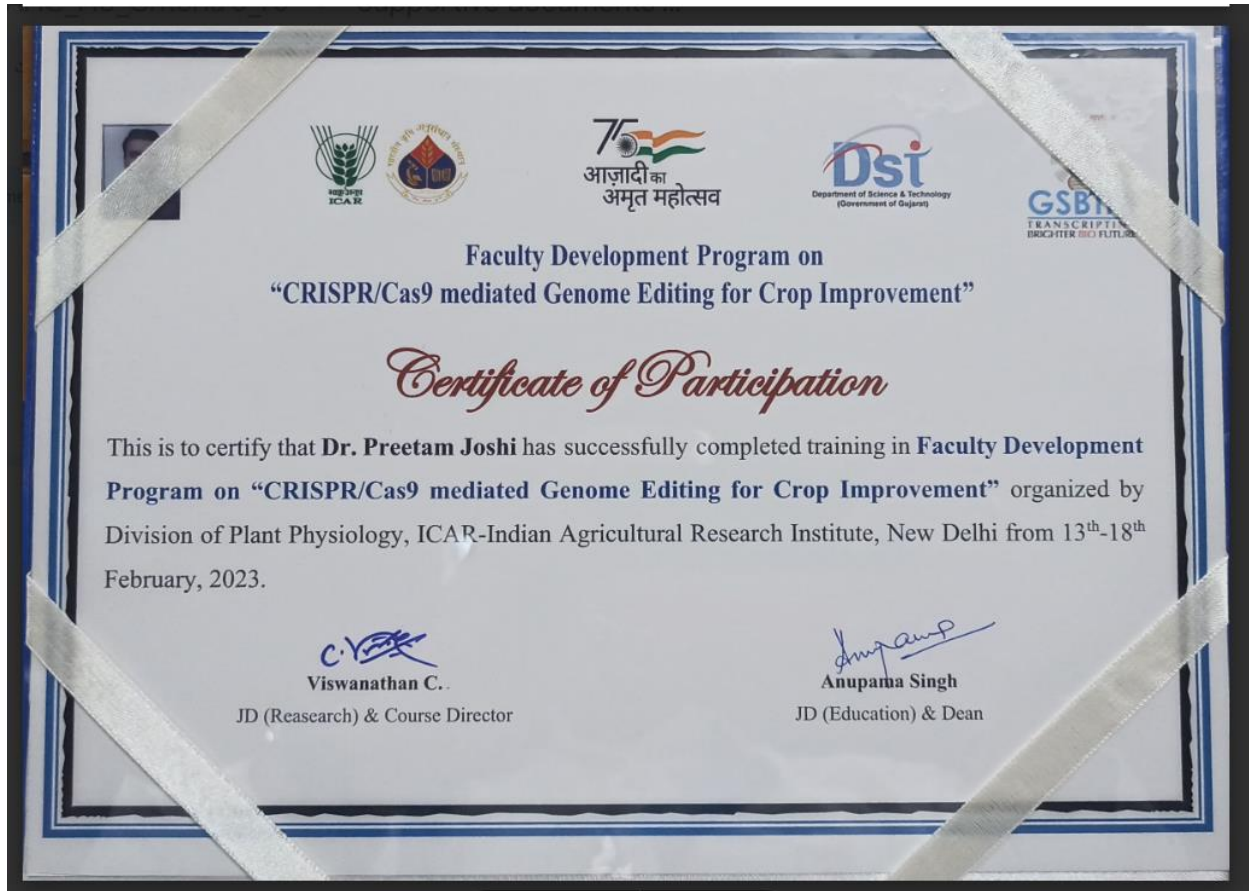 ICAR
75
आज़ादी का
अमृत महोत्सव
Dst
Department of Science & Technology
(Government of Gujarat)
BRIGHTER BIO
Faculty Development Program on
“CRISPR/Cas9 mediated Genome Editing for Crop Improvement”
Certificate of Participation
This is to certify that Dr. Preetam Joshi has successfully completed training in Faculty Development
Program on “CRISPR/Cas9 mediated Genome Editing for Crop Improvement” organized by
Division of Plant Physiology, ICAR-Indian Agricultural Research Institute, New Delhi from 13th-18th
February, 2023.
Viswanathan C.
Anupama Singh
JD (Reasearch) & Course Director
JD (Education) & Dean